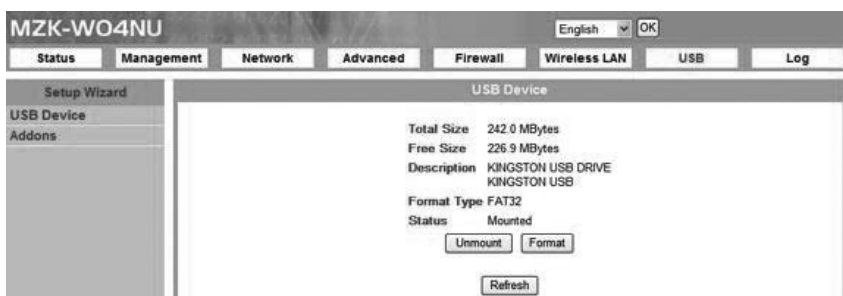 MZK-WO4NU
English OK
Status Management Network Advanced Firewall Wireless LAN USB Log
Setup Wizard
USB Device
Addons
USB Device
Total Size 242.0 MBytes
Free Size 226.9 MBytes
Description KINGSTON USB DRIVE
KINGSTON USB
Format Type FAT32
Status Mounted
Unmount Format
Refresh